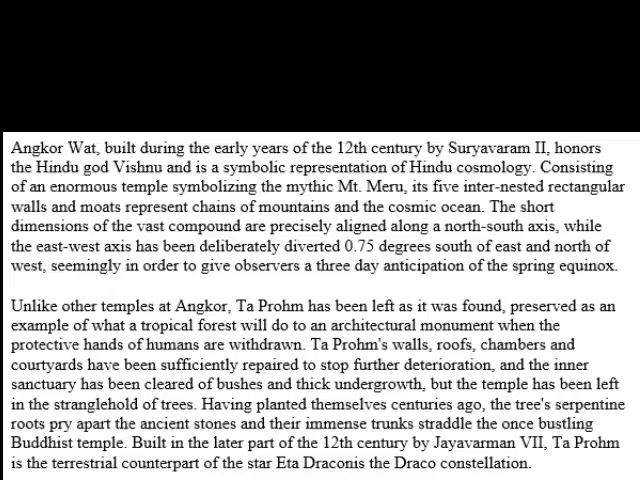 Angkor Wat, built during the early years of the 12th century by Suryavaram II, honors
the Hindu god Vishnu and is a symbolic representation of Hindu cosmology. Consisting
of an enormous temple symbolizing the mythic Mt. Meru, its five inter-nested rectangular
walls and moats represent chains of mountains and the cosmic ocean. The short
dimensions of the vast compound are precisely aligned along a north-south axis, while
the east-west axis has been deliberately diverted 0.75 degrees south of east and north of
west, seemingly in order to give observers a three day anticipation of the spring equinox.
Unlike other temples at Angkor, Ta Prohm has been left as it was found, preserved as an
example of what a tropical forest will do to an architectural monument when the
protective hands of humans are withdrawn. Ta Prohm's walls, roofs, chambers and
courtyards have been sufficiently repaired to stop further deterioration, and the inner
sanctuary has been cleared of bushes and thick undergrowth, but the temple has been left
in the stranglehold of trees. Having planted themselves centuries ago, the tree's serpentine
roots pry apart the ancient stones and their immense trunks straddle the once bustling
Buddhist temple. Built in the later part of the 12th century by Jayavarman VII, Ta Prohm
is the terrestrial counterpart of the star Eta Draconis the Draco constellation.